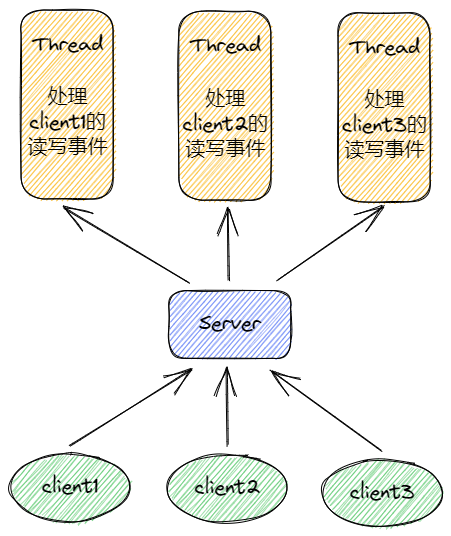 Thread
处理
client1的
读写事件
Thread
处理
client2的
读写事件
Thread
处理
client3的
读写事件
Server
client1
client2
client3